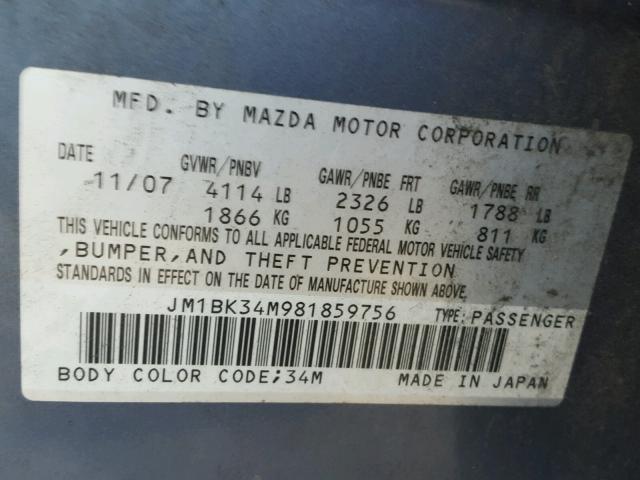 MFD. BY MAZDA MOTOR CORPORATION
DATE GVWR/PNBV GAWR/PNBE FRT GAWR/PNBE RR
11/07 4114 LB 2326 LB 1788 LB
1866 KG 1055 KG 811 KG
THIS VEHICLE CONFORMS TO ALL APPLICABLE FEDERAL MOTOR VEHICLE SAFETY
,BUMPER,AND THEFT PREVENTION
STANDARDS IN EFFECT ON THE DATE OF MANUFACTURE SHOWN ABOVE.
JM1BK34M981859756 TYPE:PASSENGER
BODY COLOR CODE;34M MADE IN JAPAN